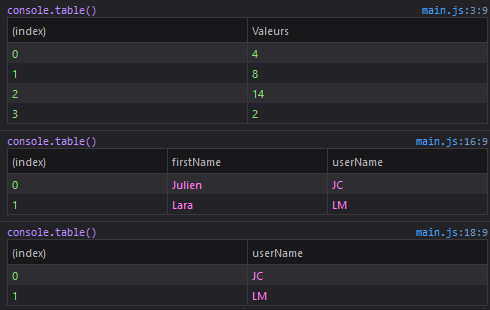 console.table() main.js:3:9
(index) Valeurs
0 4
1 8
2 14
3 2
console.table() main.js:16:9
(index) firstName userName
0 Julien JC
1 Lara LM
console.table() main.js:18:9
(index) userName
0 JC
1 LM